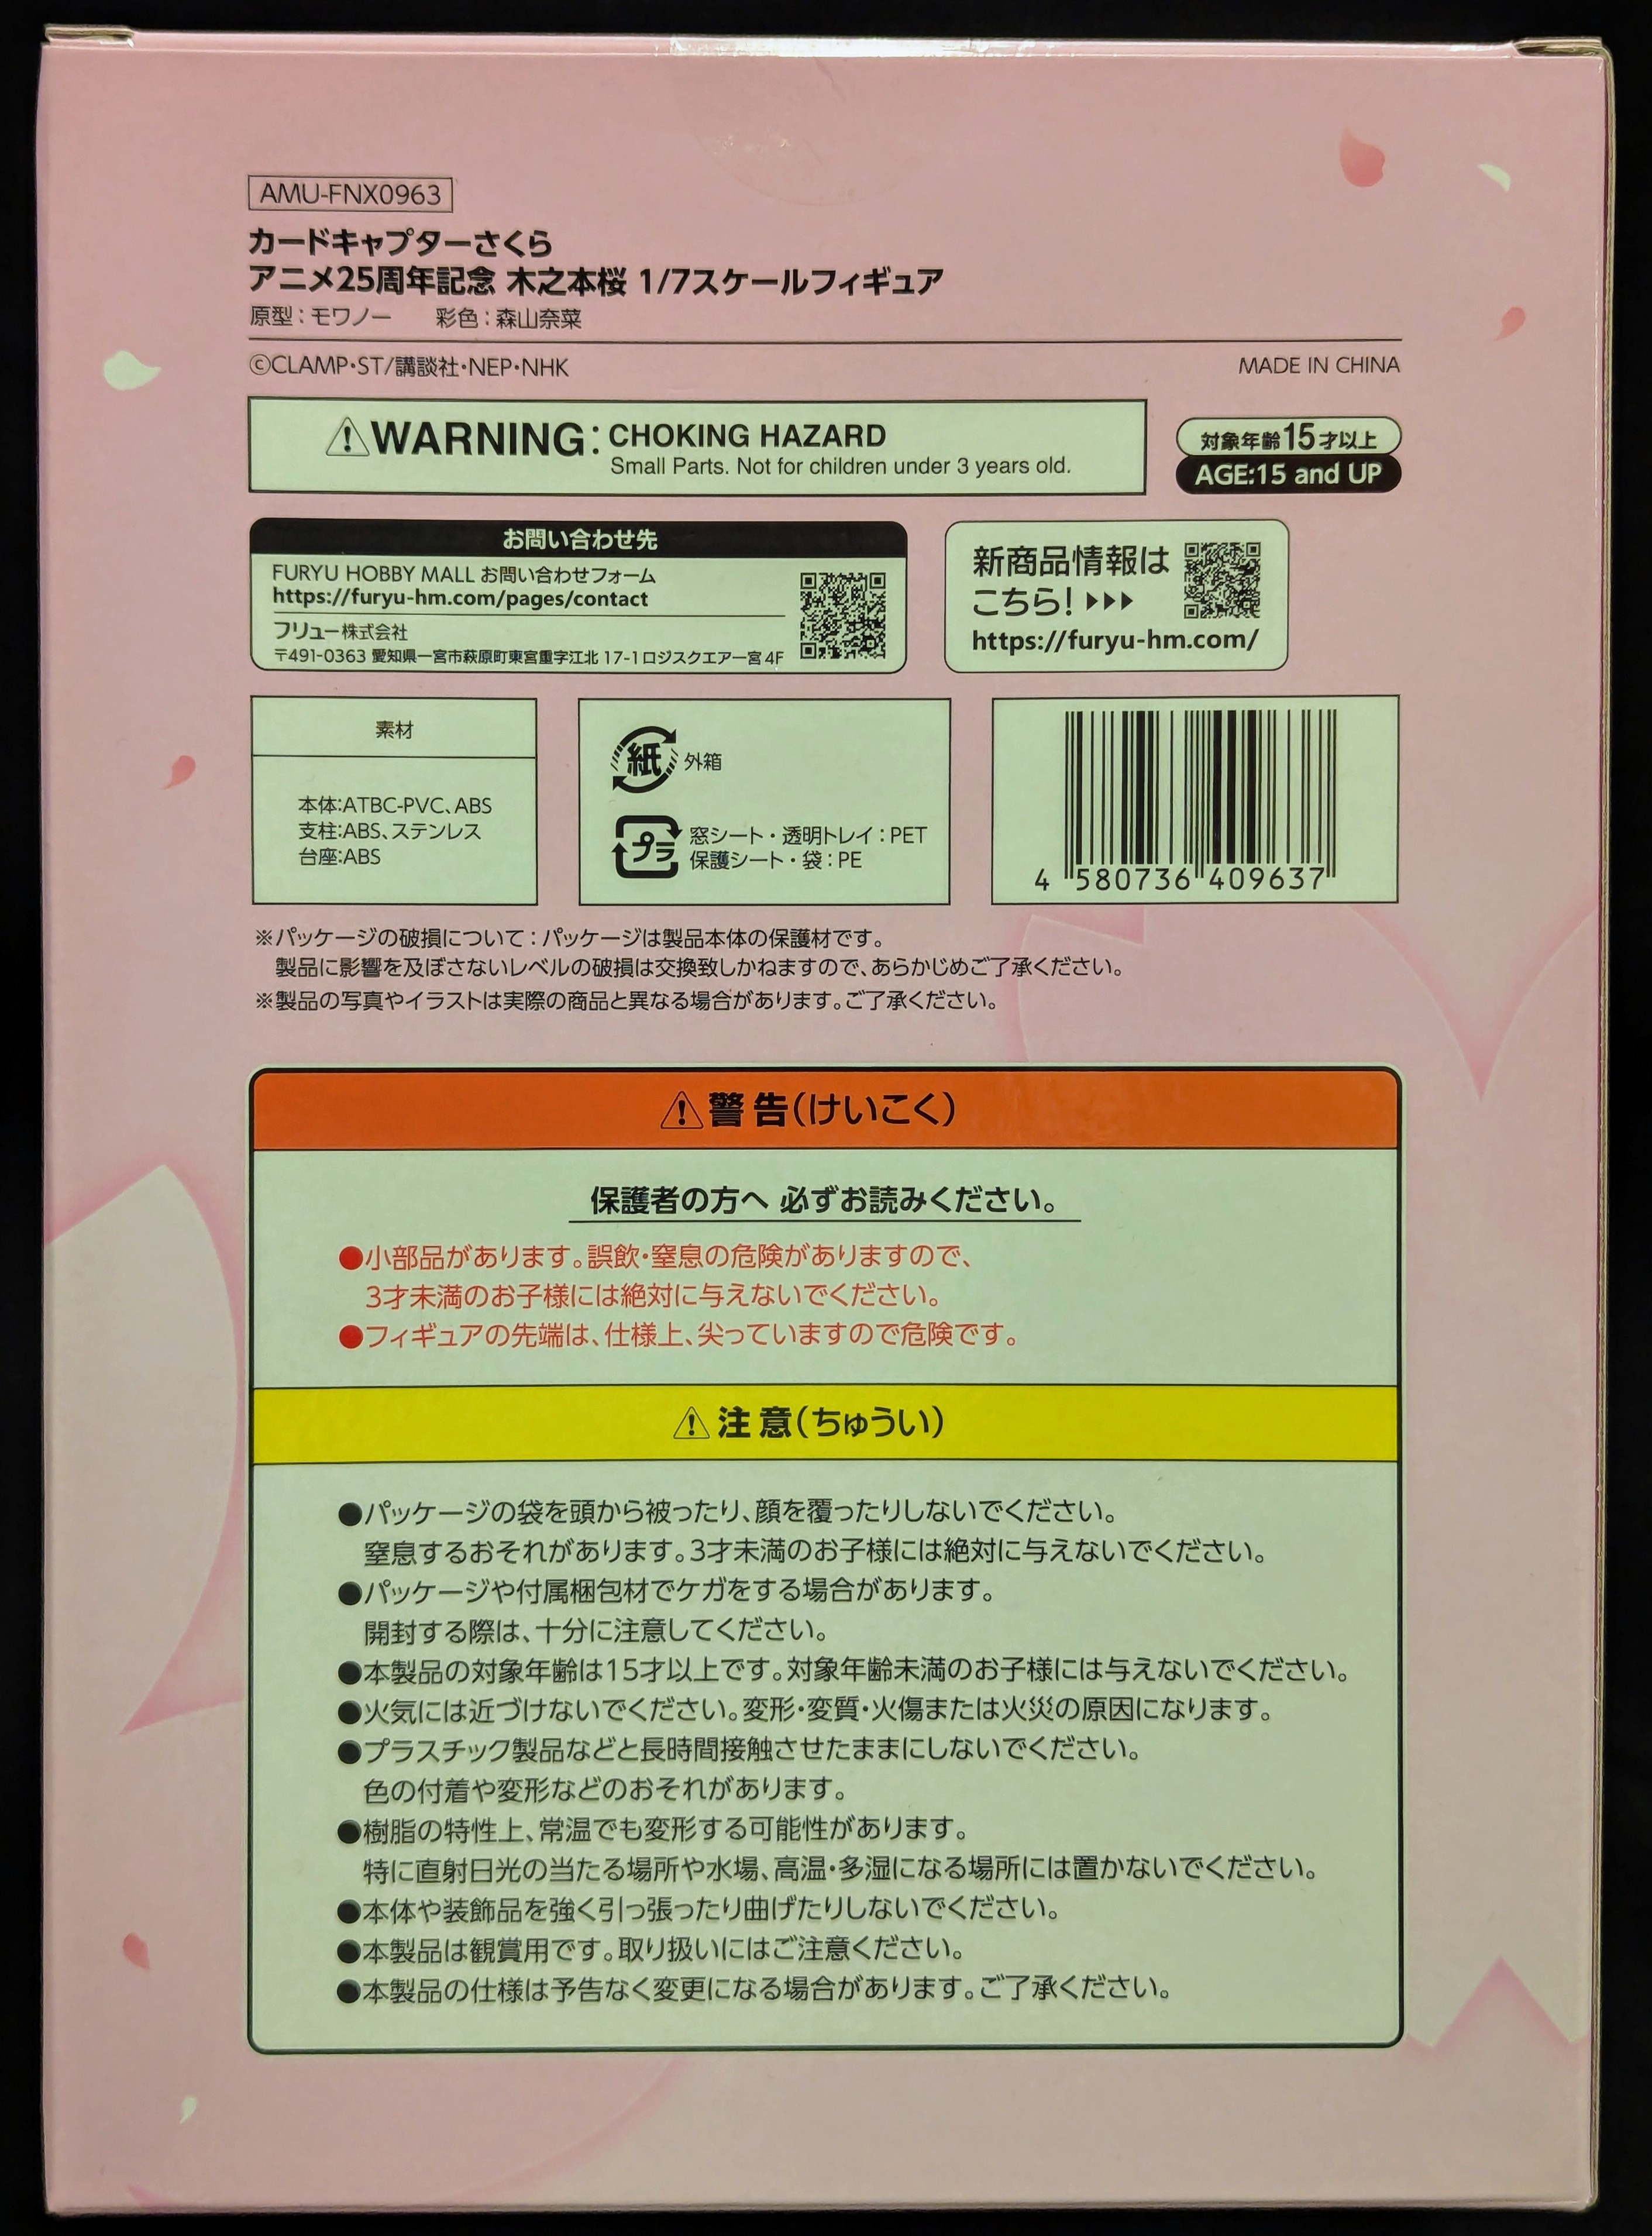 AMU-FNX0963
カードキャプターさくら
アニメ25周年記念 木之本桜 1/7スケールフィギュア
原型：モワノー　彩色：森山奈菜
©CLAMP・ST/講談社・NEP・NHK
MADE IN CHINA
⚠WARNING: CHOKING HAZARD
Small Parts. Not for children under 3 years old.
対象年齢15才以上
AGE:15 and UP
お問い合わせ先
FURYU HOBBY MALL お問い合わせフォーム
https://furyu-hm.com/pages/contact
フリュー株式会社
〒491-0363 愛知県一宮市萩原町東宮重字江北 17-1ロジスクエア一宮4F
新商品情報は
こちら！▶▶▶
https://furyu-hm.com/
素材
本体:ATBC-PVC、ABS
支柱:ABS、ステンレス
台座:ABS
紙 外箱
プラ 窓シート・透明トレイ：PET
保護シート・袋：PE
4 580736 409637
※パッケージの破損について：パッケージは製品本体の保護材です。
製品に影響を及ぼさないレベルの破損は交換致しかねますので、あらかじめご了承ください。
※製品の写真やイラストは実際の商品と異なる場合があります。ご了承ください。
⚠警告(けいこく)
保護者の方へ 必ずお読みください。
●小部品があります。誤飲・窒息の危険がありますので、
3才未満のお子様には絶対に与えないでください。
●フィギュアの先端は、仕様上、尖っていますので危険です。
⚠注意(ちゅうい)
●パッケージの袋を頭から被ったり、顔を覆ったりしないでください。
窒息するおそれがあります。3才未満のお子様には絶対に与えないでください。
●パッケージや付属梱包材でケガをする場合があります。
開封する際は、十分に注意してください。
●本製品の対象年齢は15才以上です。対象年齢未満のお子様には与えないでください。
●火気には近づけないでください。変形・変質・火傷または火災の原因になります。
●プラスチック製品などと長時間接触させたままにしないでください。
色の付着や変形などのおそれがあります。
●樹脂の特性上、常温でも変形する可能性があります。
特に直射日光の当たる場所や水場、高温・多湿になる場所には置かないでください。
●本体や装飾品を強く引っ張ったり曲げたりしないでください。
●本製品は観賞用です。取り扱いにはご注意ください。
●本製品の仕様は予告なく変更になる場合があります。ご了承ください。